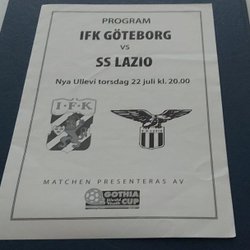 PROGRAM
IFK GÖTEBORG
vs
SS LAZIO
Nya Ullevi torsdag 22 juli kl. 20.00
I.F.K
MATCHEN PRESENTERAS AV
GOTHIA
CUP